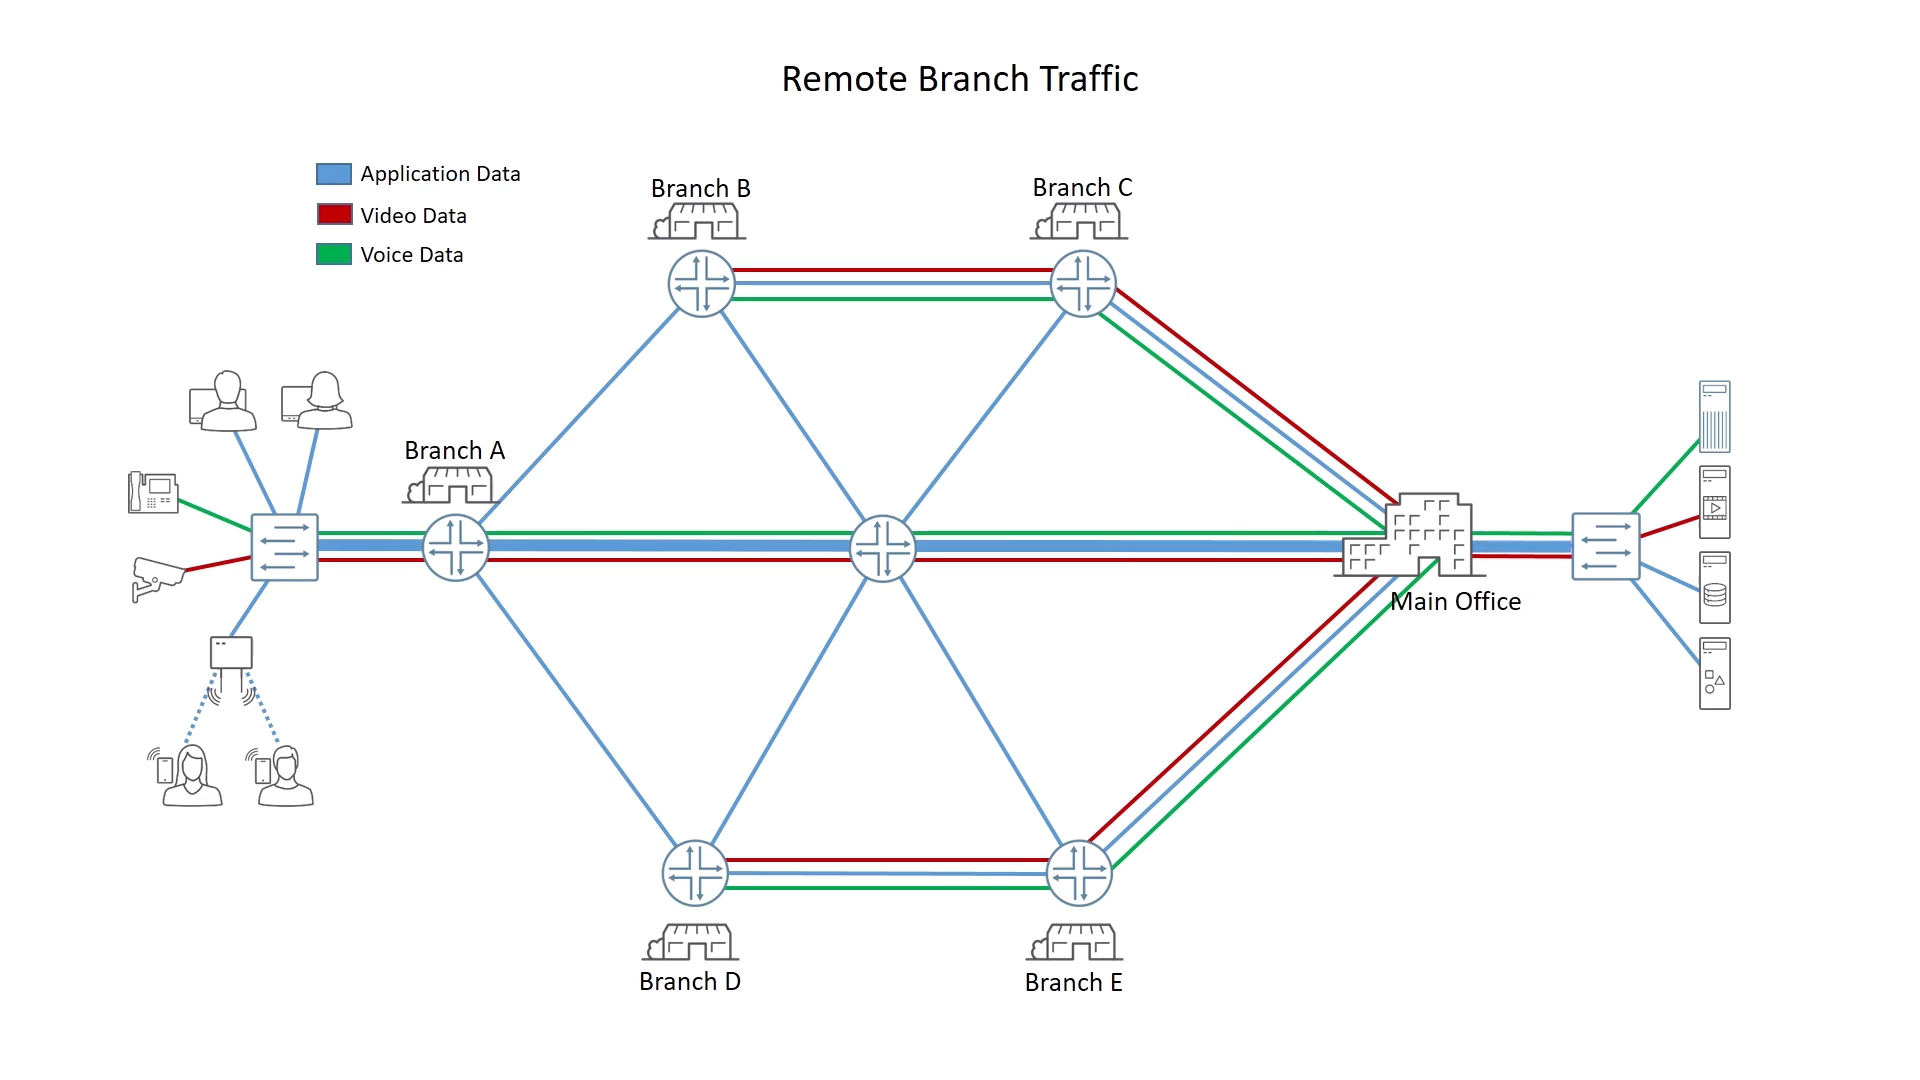 Remote Branch Traffic
Application Data
Video Data
Voice Data
Branch B
Branch C
Branch A
Main Office
Branch D
Branch E